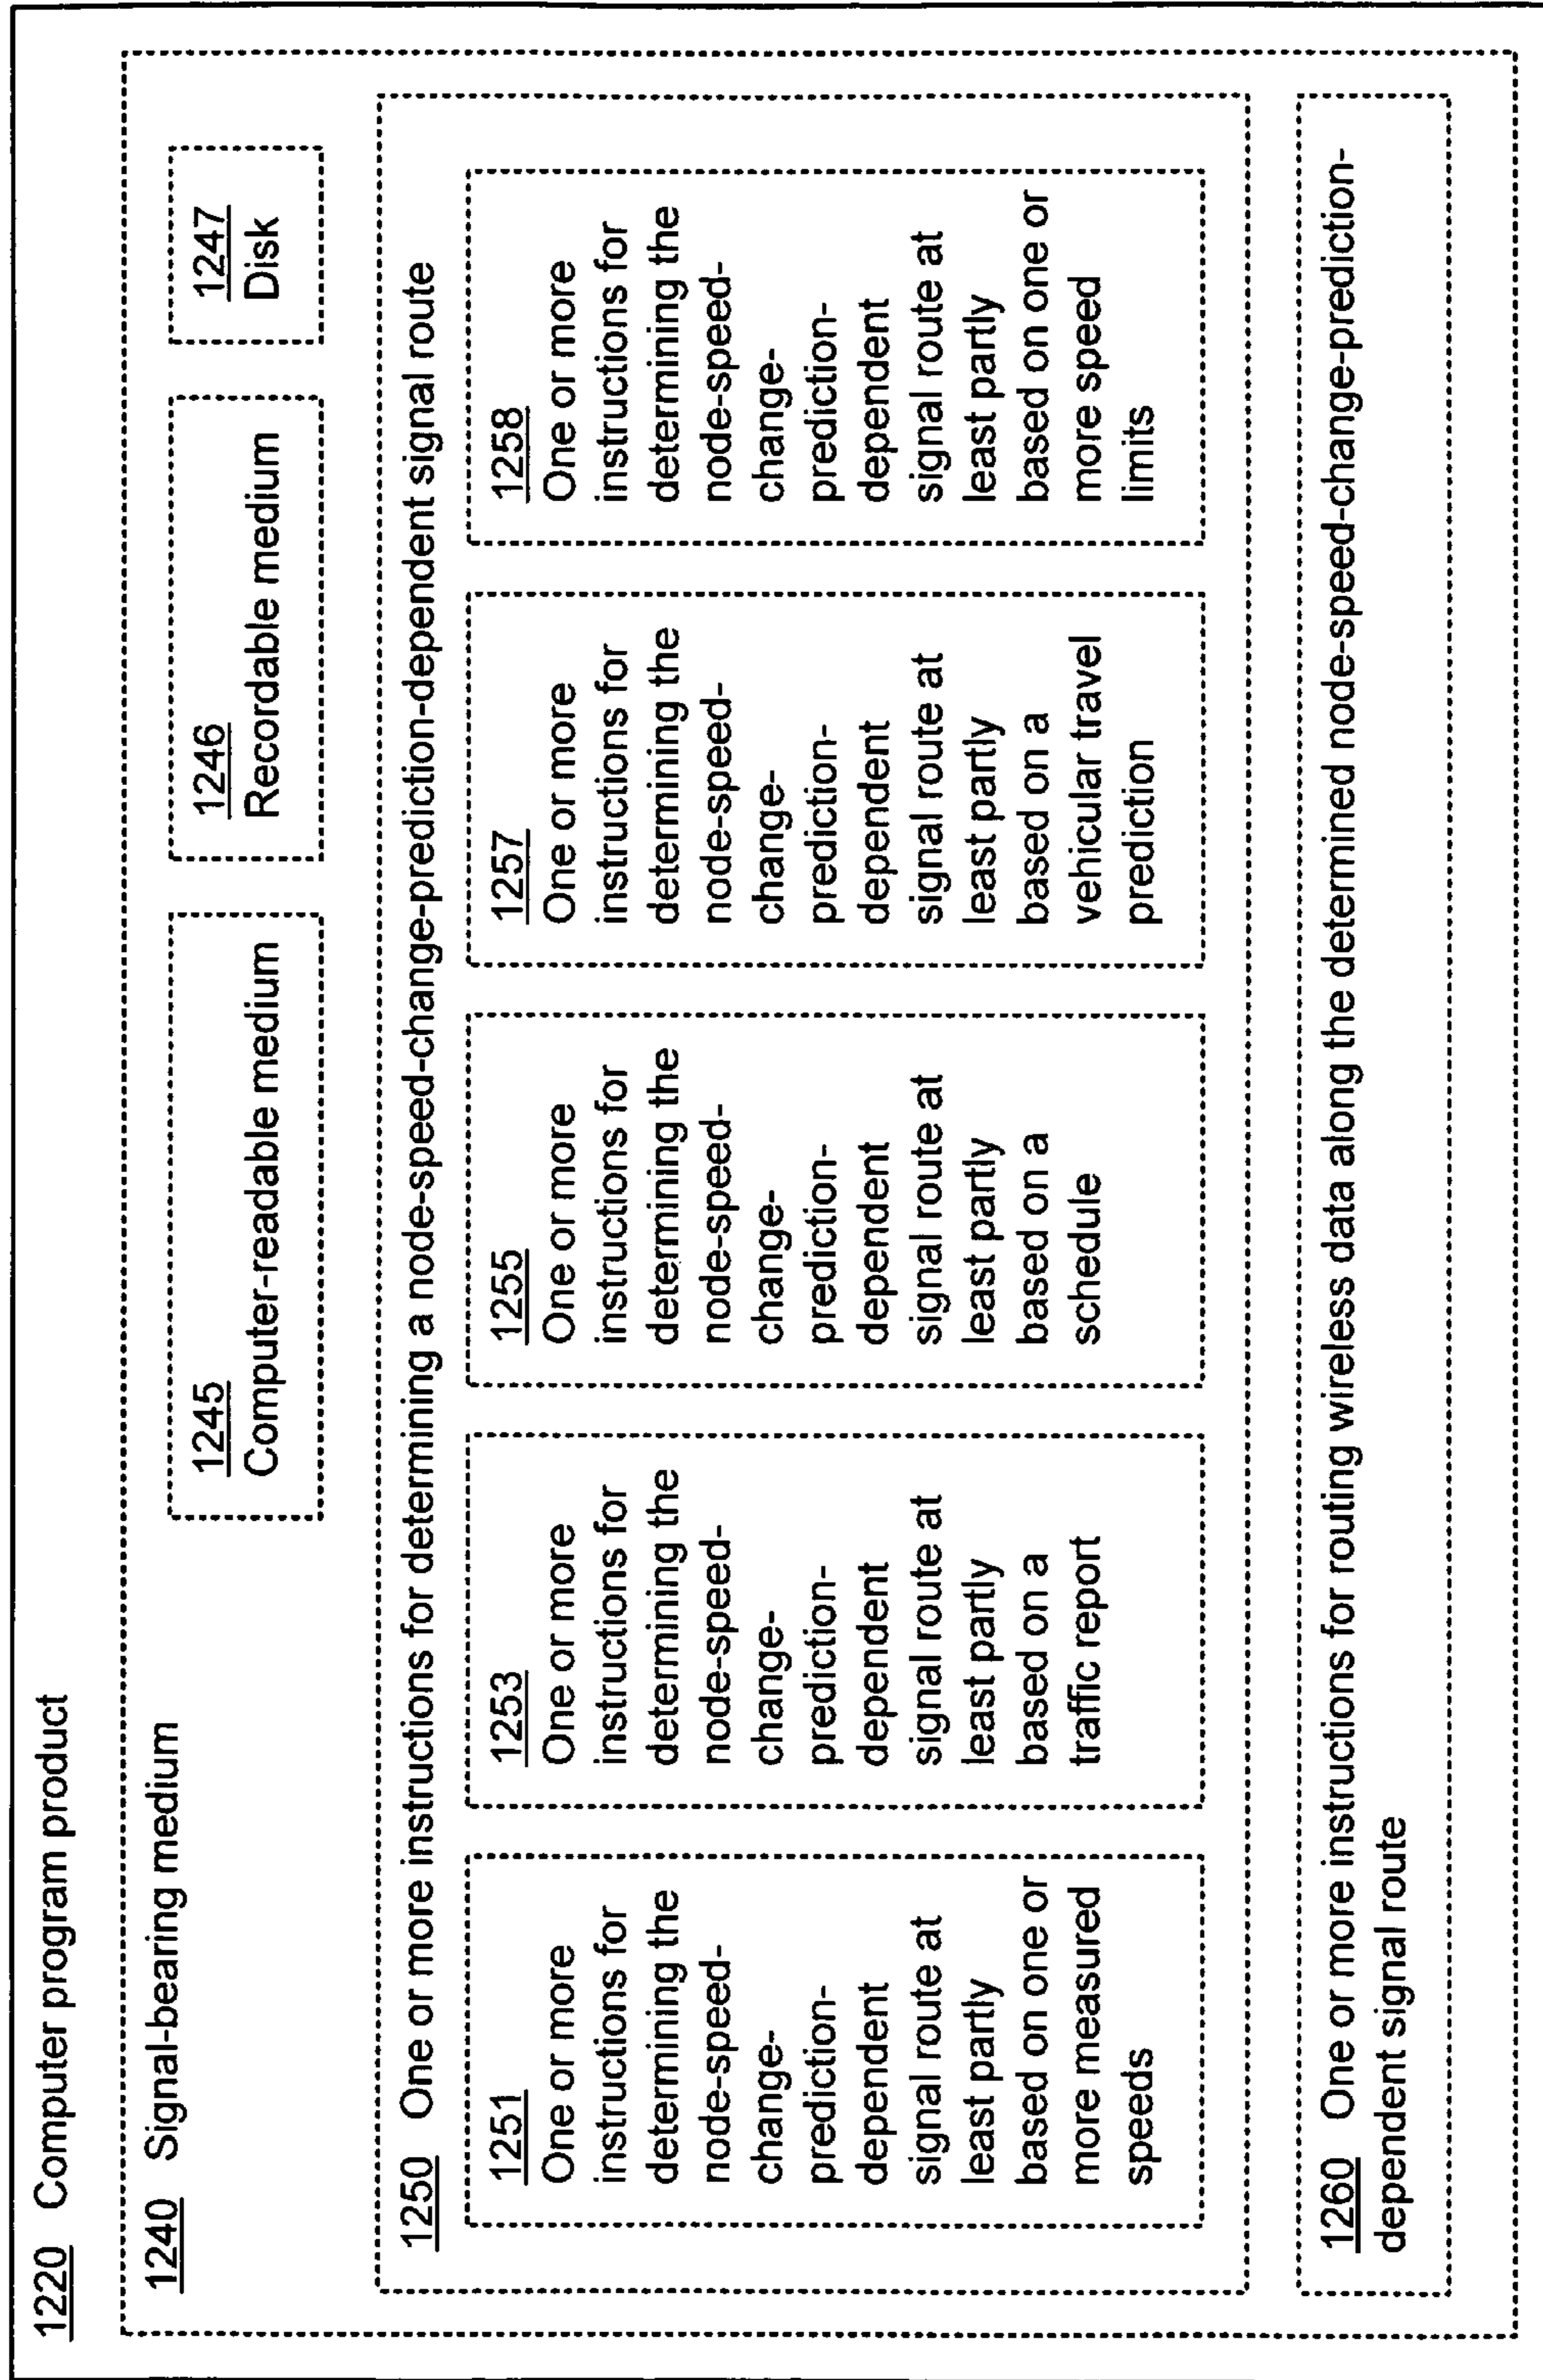 1220 Computer program product
1240 Signal-bearing medium
1245
Computer-readable medium
1246
Recordable medium
1247
Disk
1250 One or more instructions for determining a node-speed-change-prediction-dependent signal route
1251
One or more
instructions for
determining the
node-speed-
change-
prediction-
dependent
signal route at
least partly
based on one or
more measured
speeds
1253
One or more
instructions for
determining the
node-speed-
change-
prediction-
dependent
signal route at
least partly
based on a
traffic report
1255
One or more
instructions for
determining the
node-speed-
change-
prediction-
dependent
signal route at
least partly
based on a
schedule
1257
One or more
instructions for
determining the
node-speed-
change-
prediction-
dependent
signal route at
least partly
based on a
vehicular travel
prediction
1258
One or more
instructions for
determining the
node-speed-
change-
prediction-
dependent
signal route at
least partly
based on one or
more speed
limits
1260 One or more instructions for routing wireless data along the determined node-speed-change-prediction-
dependent signal route